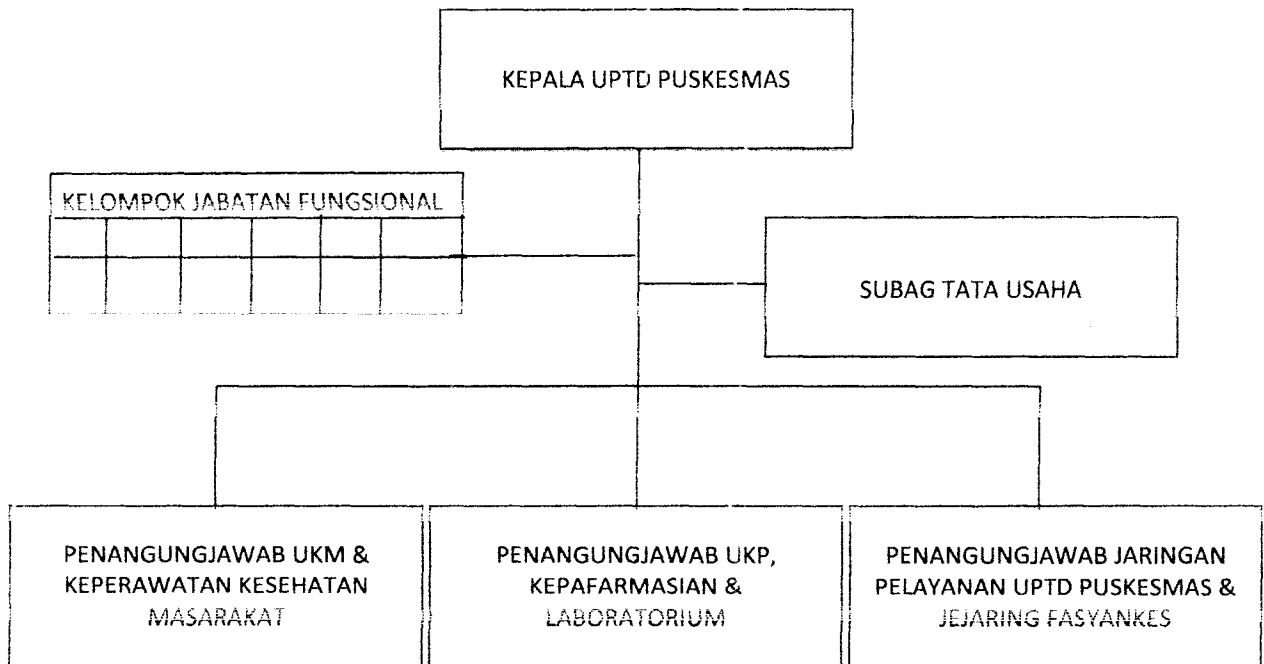 KEPALA UPTD PUSKESMAS
KELOMPOK JABATAN FUNGSIONAL
SUBAG TATA USAHA
PENANGUNGJAWAB UKM &
KEPERAWATAN KESEHATAN
MASARAKAT
PENANGUNGJAWAB UKP,
KEPAFARMASIAN &
LABORATORIUM
PENANGUNGJAWAB JARINGAN
PELAYANAN UPTD PUSKESMAS &
JEJARING FASYANKES